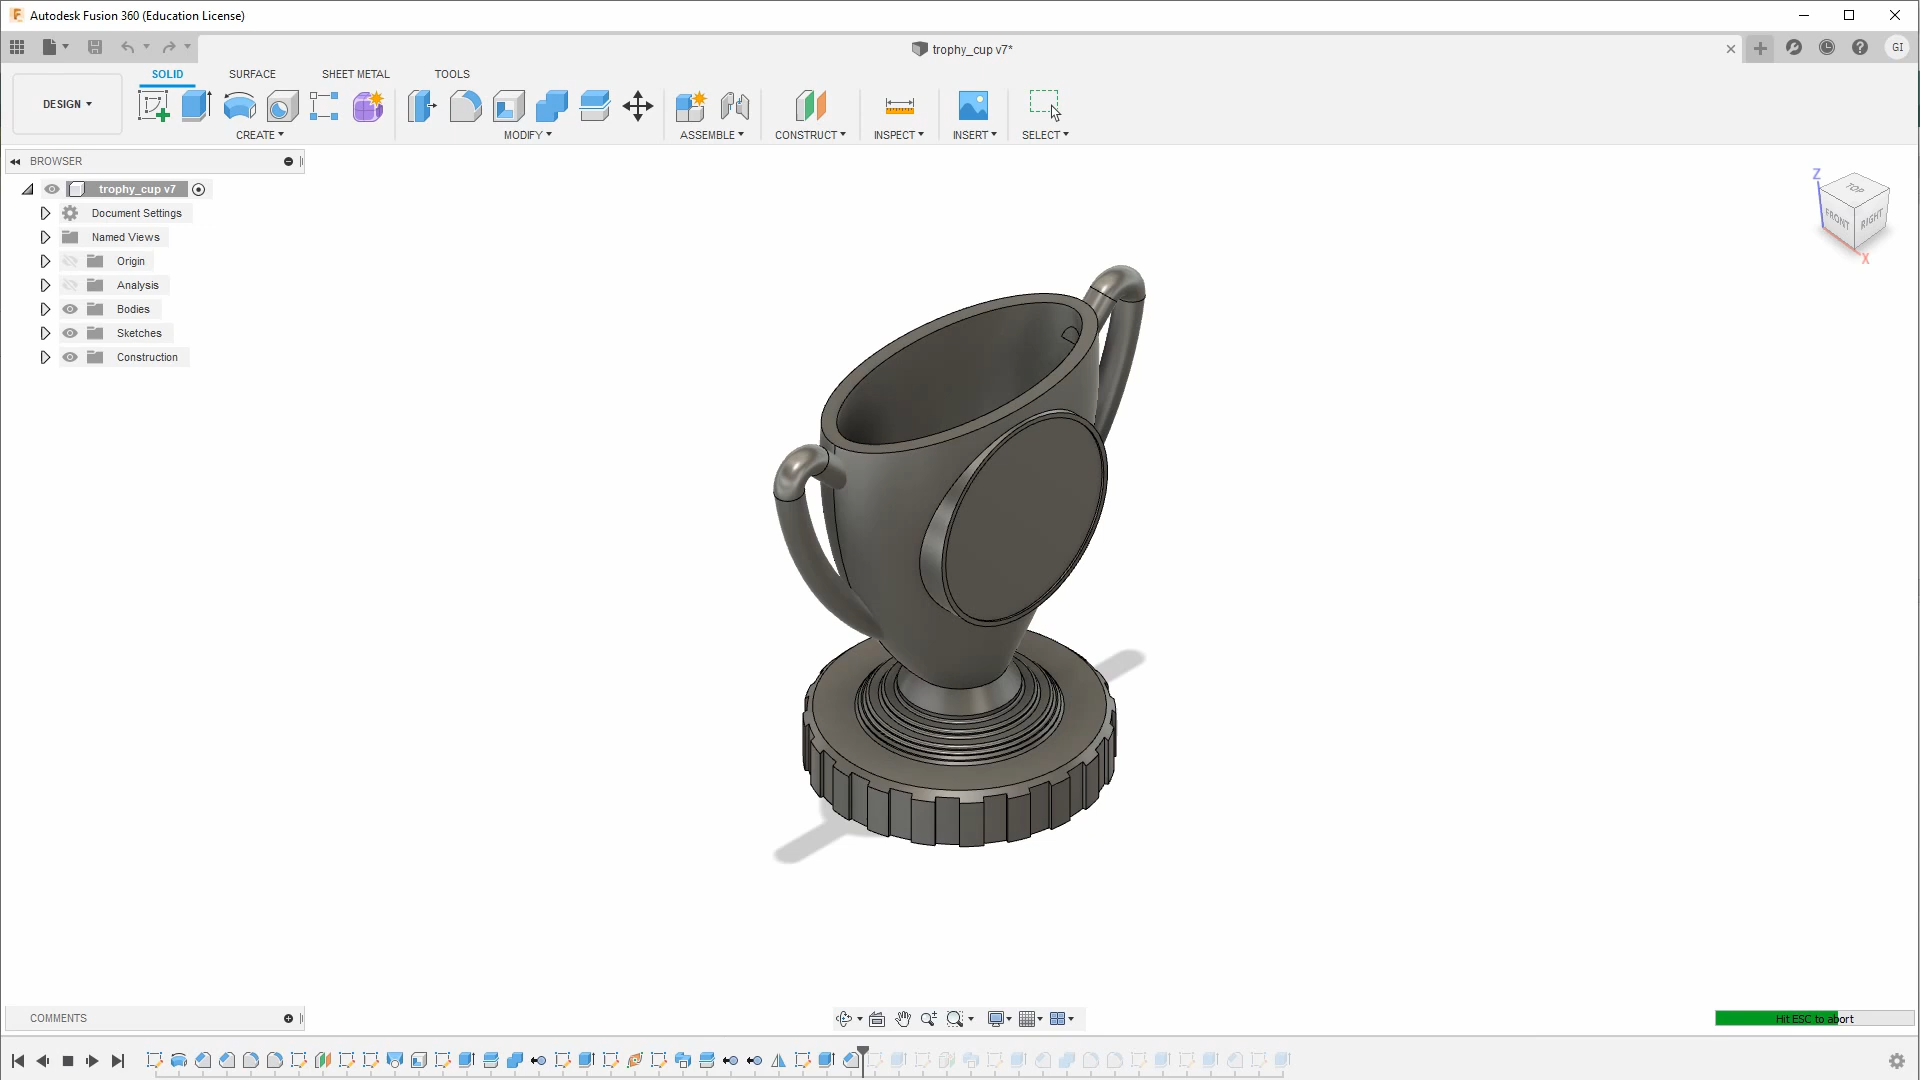 Autodesk Fusion 360 (Education License)
trophy_cup v7*
GI
SOLID SURFACE SHEET METAL TOOLS
DESIGN
CREATE MODIFY ASSEMBLE CONSTRUCT INSPECT INSERT SELECT
BROWSER
trophy_cup v7
Document Settings
Named Views
Origin
Analysis
Bodies
Sketches
Construction
Z
TOP
FRONT
RIGHT
X
COMMENTS
Hit ESC to abort